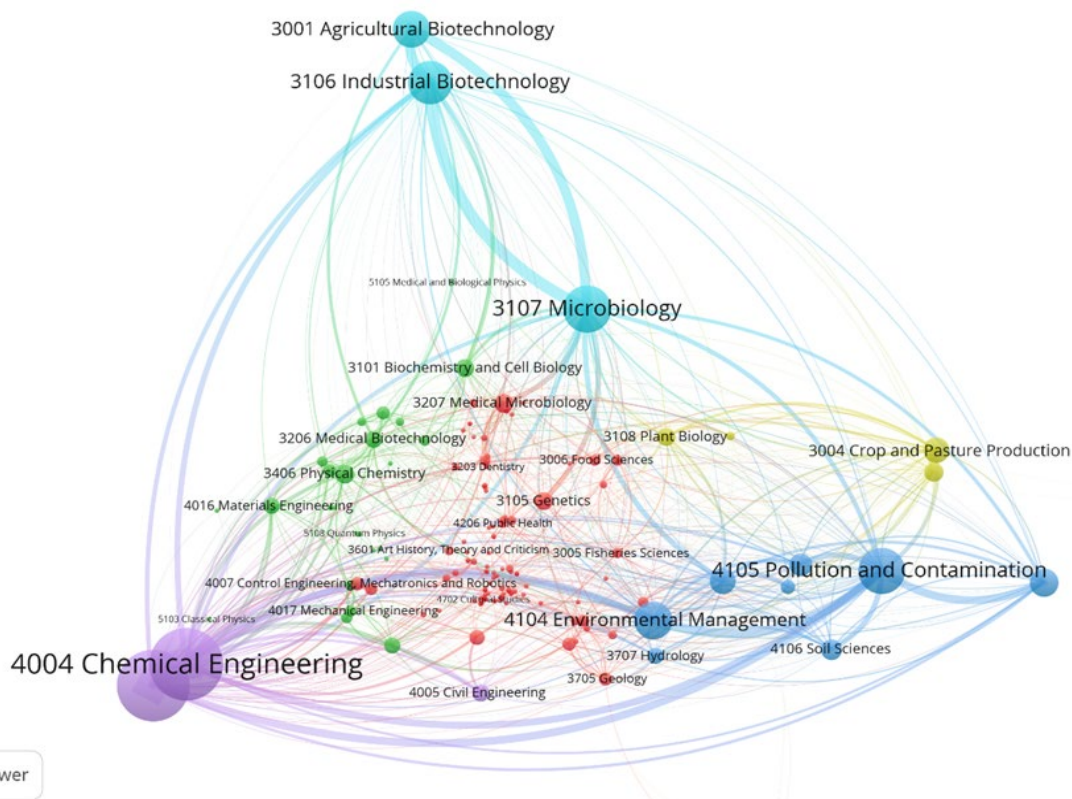 3001 Agricultural Biotechnology
3106 Industrial Biotechnology
5105 Medical and Biological Physics
3107 Microbiology
3101 Biochemistry and Cell Biology
3207 Medical Microbiology
3206 Medical Biotechnology
3108 Plant Biology
3004 Crop and Pasture Production
3203 Dentistry
3006 Food Sciences
3406 Physical Chemistry
3105 Genetics
4016 Materials Engineering
4206 Public Health
5108 Quantum Physics
3601 Art History, Theory and Criticism
3005 Fisheries Sciences
4105 Pollution and Contamination
4007 Control Engineering, Mechatronics and Robotics
4702 Cultural Studies
4017 Mechanical Engineering
5103 Classical Physics
4104 Environmental Management
4106 Soil Sciences
3707 Hydrology
4004 Chemical Engineering
3705 Geology
4005 Civil Engineering
wer